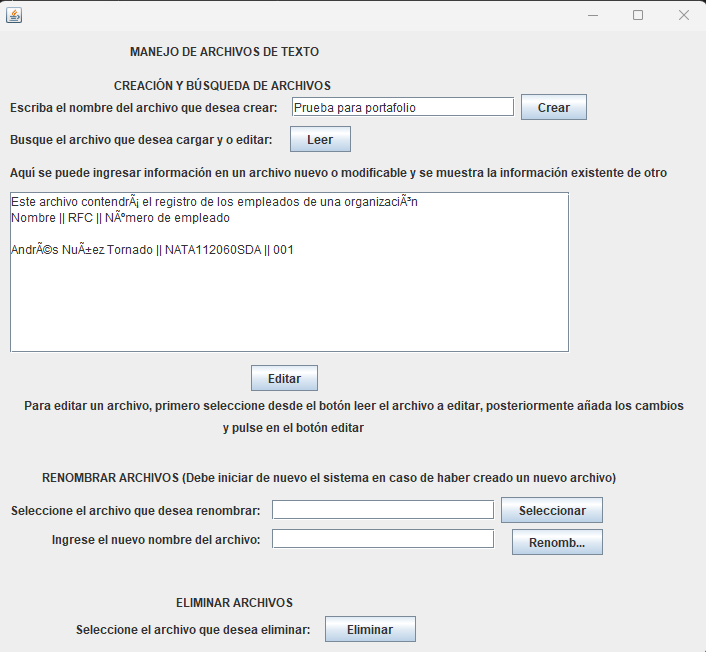 MANEJO DE ARCHIVOS DE TEXTO
CREACIÓN Y BÚSQUEDA DE ARCHIVOS
Escriba el nombre del archivo que desea crear: Prueba para portafolio Crear
Busque el archivo que desea cargar y o editar: Leer
Aquí se puede ingresar información en un archivo nuevo o modificable y se muestra la información existente de otro
Este archivo contendrÃ¡ el registro de los empleados de una organizaciÃ³n
Nombre || RFC || NÃºmero de empleado
AndrÃ©s NuÃ±ez Tornado || NATA112060SDA || 001
Editar
Para editar un archivo, primero seleccione desde el botón leer el archivo a editar, posteriormente añada los cambios
y pulse en el botón editar
RENOMBRAR ARCHIVOS (Debe iniciar de nuevo el sistema en caso de haber creado un nuevo archivo)
Seleccione el archivo que desea renombrar: Seleccionar
Ingrese el nuevo nombre del archivo: Renomb...
ELIMINAR ARCHIVOS
Seleccione el archivo que desea eliminar: Eliminar